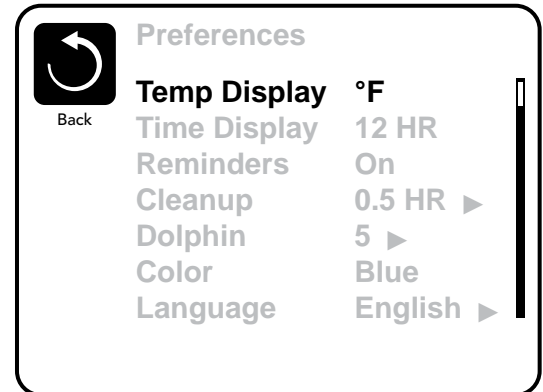 Preferences
Back
Temp Display °F
Time Display 12 HR
Reminders On
Cleanup 0.5 HR ▶
Dolphin 5 ▶
Color Blue
Language English ▶